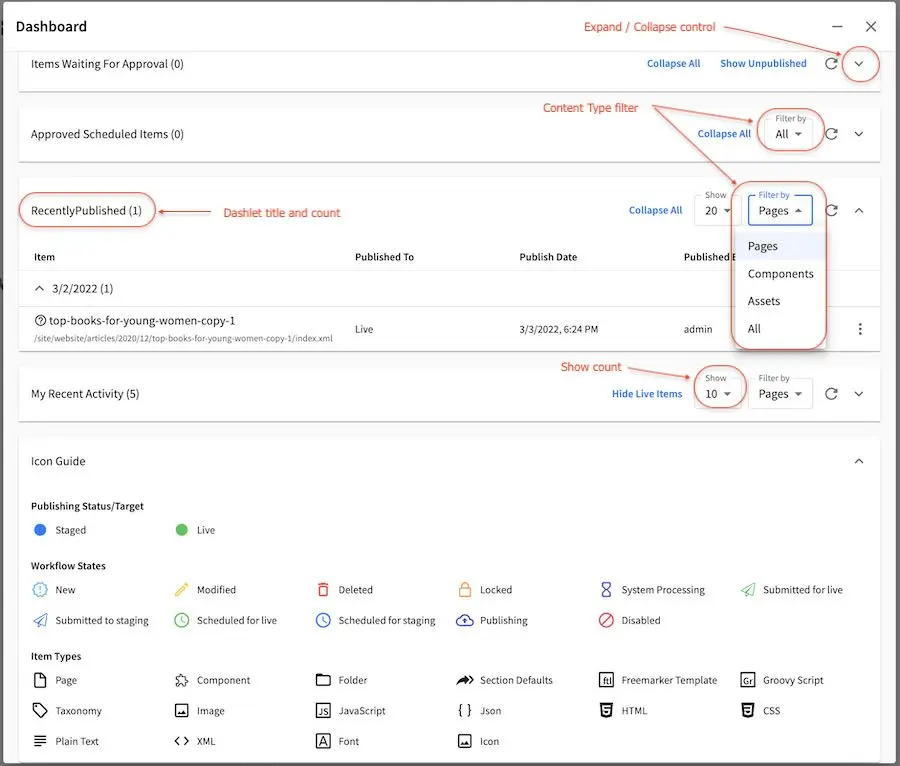 Dashboard
Expand / Collapse control
Items Waiting For Approval (0)
Collapse All
Show Unpublished
Content Type filter
Approved Scheduled Items (0)
Collapse All
Filter by
All
RecentlyPublished (1)
Dashlet title and count
Collapse All
Show
20
Filter by
Pages
Pages
Components
Assets
All
Item
Published To
Publish Date
Published
3/2/2022 (1)
top-books-for-young-women-copy-1
/site/website/articles/2020/12/top-books-for-young-women-copy-1/index.xml
Live
3/3/2022, 6:24 PM
admin
Show count
My Recent Activity (5)
Hide Live Items
Show
10
Filter by
Pages
Icon Guide
Publishing Status/Target
Staged
Live
Workflow States
New
Modified
Deleted
Locked
System Processing
Submitted for live
Submitted to staging
Scheduled for live
Scheduled for staging
Publishing
Disabled
Item Types
Page
Component
Folder
Section Defaults
ftl
Freemarker Template
Gr
Groovy Script
Taxonomy
Image
JS
JavaScript
{ }
Json
HTML
CSS
Plain Text
XML
A
Font
Icon